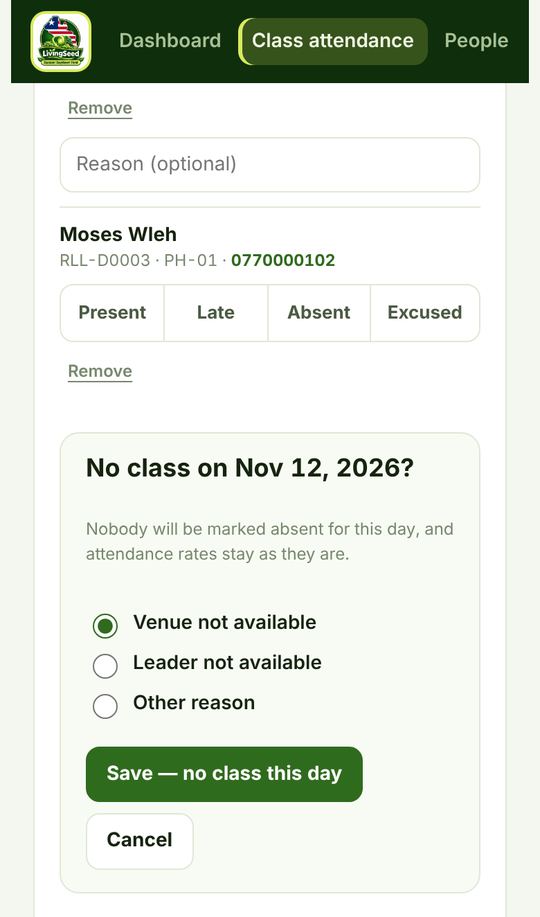 LivingSeed
Dashboard
Class attendance
People
Remove
Reason (optional)
Moses Wleh
RLL-D0003 · PH-01 · 0770000102
Present
Late
Absent
Excused
Remove
No class on Nov 12, 2026?
Nobody will be marked absent for this day, and
attendance rates stay as they are.
Venue not available
Leader not available
Other reason
Save — no class this day
Cancel